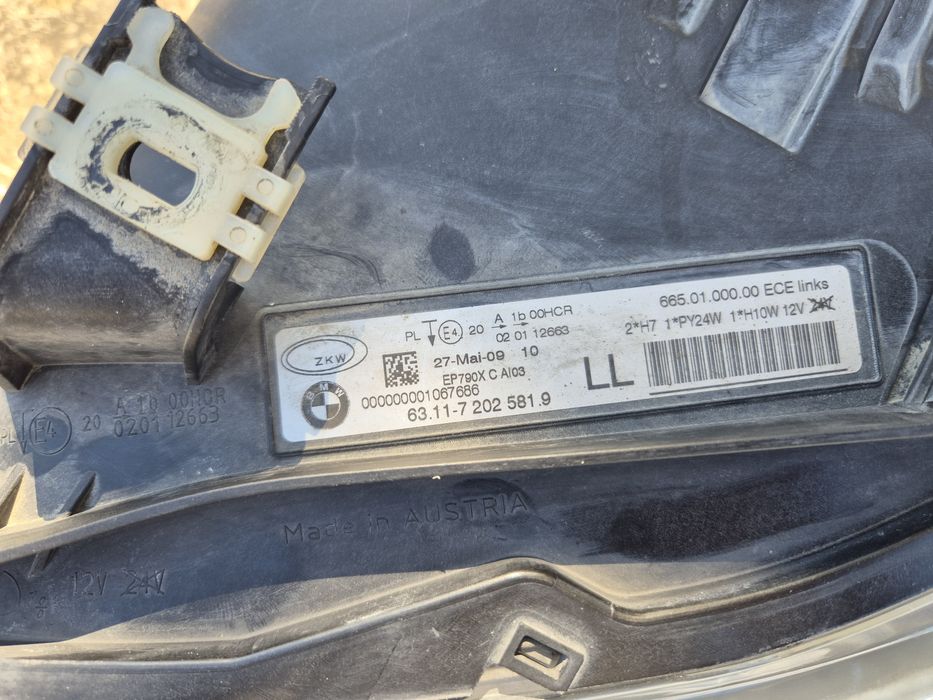 665.01.000.00 ECE links
2*H7 1*PY24W 1*H10W 12V 24V
PL E4 20 A 1b 00HCR
02 01 12663
ZKW
27-Mai-09 10
EP790X C AI03
000000001067686
63.11-7 202 581.9
LL
PL E4 20 A 1b 00HCR
0201 12663
Made in AUSTRIA
12V 24V